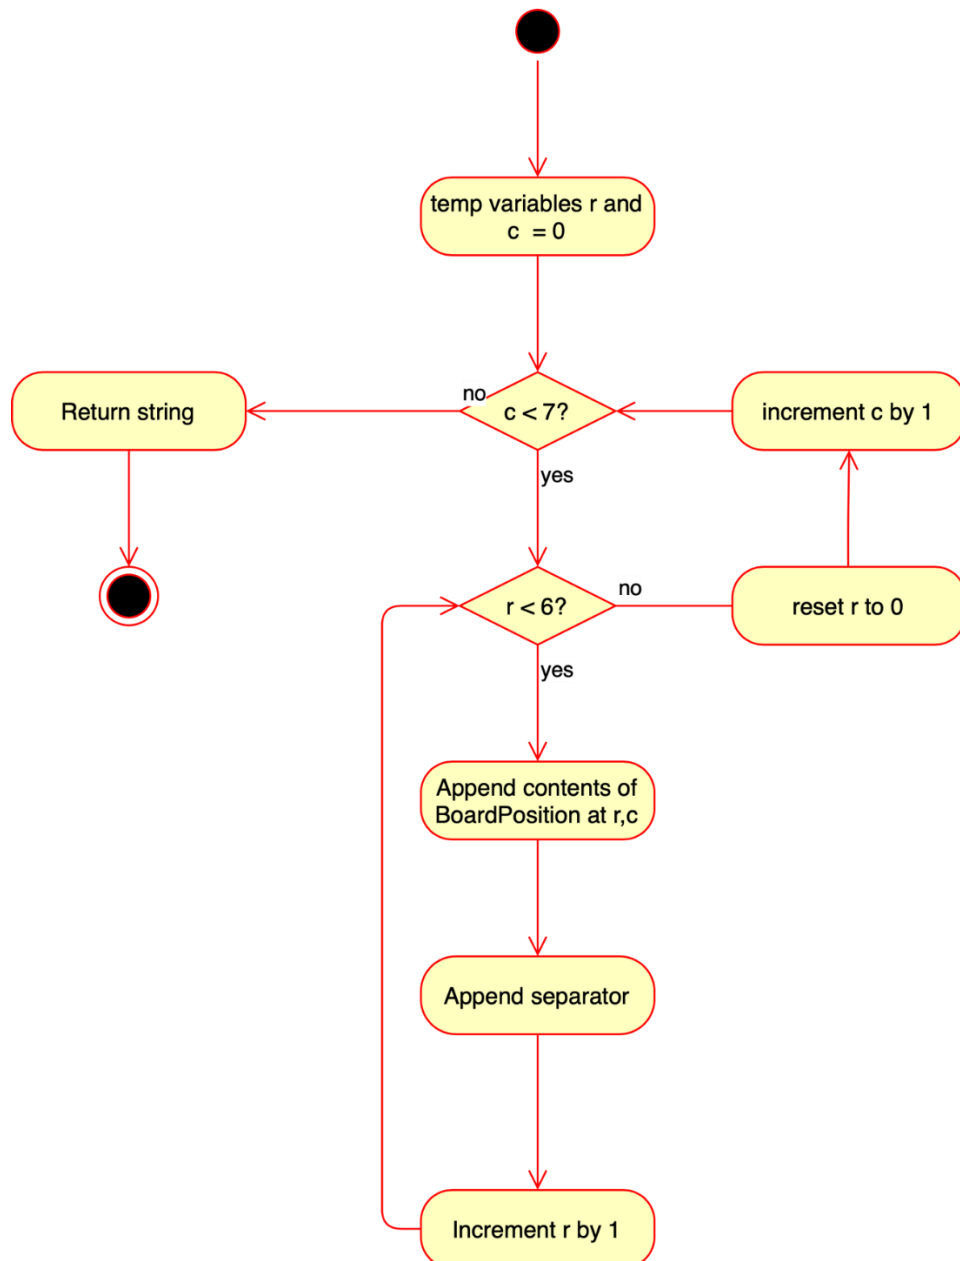 temp variables r and
c = 0
Return string
no
c < 7?
increment c by 1
yes
r < 6?
no
reset r to 0
yes
Append contents of
BoardPosition at r,c
Append separator
Increment r by 1